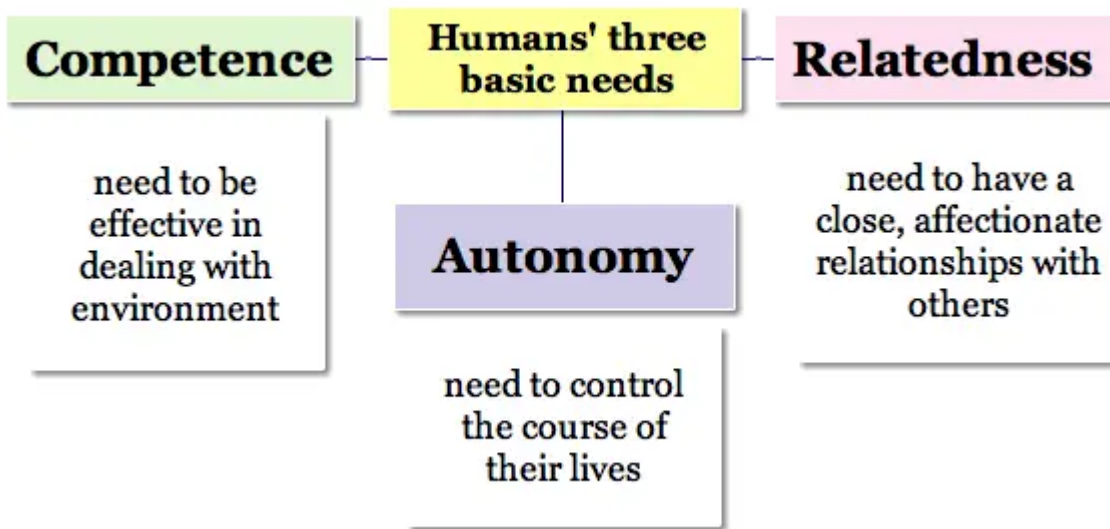 Humans' three
basic needs
Competence
need to be
effective in
dealing with
environment
Autonomy
need to control
the course of
their lives
Relatedness
need to have a
close, affectionate
relationships with
others